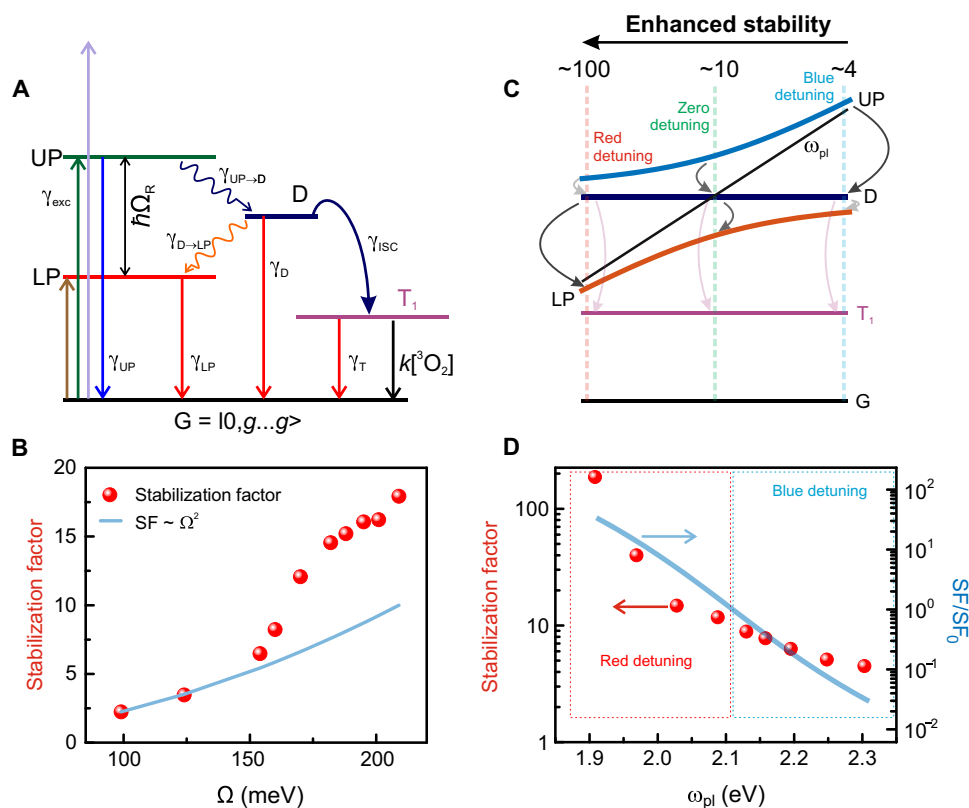 A
UP
γexc
ħΩR
γUP→D
D
γD→LP
γISC
LP
γD
T1
γUP
γLP
γT
k[³O2]
G = |0,g...g>
Enhanced stability
C
~100
~10
~4
Blue
detuning
UP
Zero
detuning
Red
detuning
ωpl
D
LP
T1
G
B
Stabilization factor
20
15
10
5
0
Stabilization factor
SF ~ Ω²
100
150
200
Ω (meV)
D
Stabilization factor
100
10
1
Blue detuning
Red detuning
10²
10¹
10⁰
10⁻¹
10⁻²
SF/SF0
1.9
2.0
2.1
2.2
2.3
ωpl (eV)